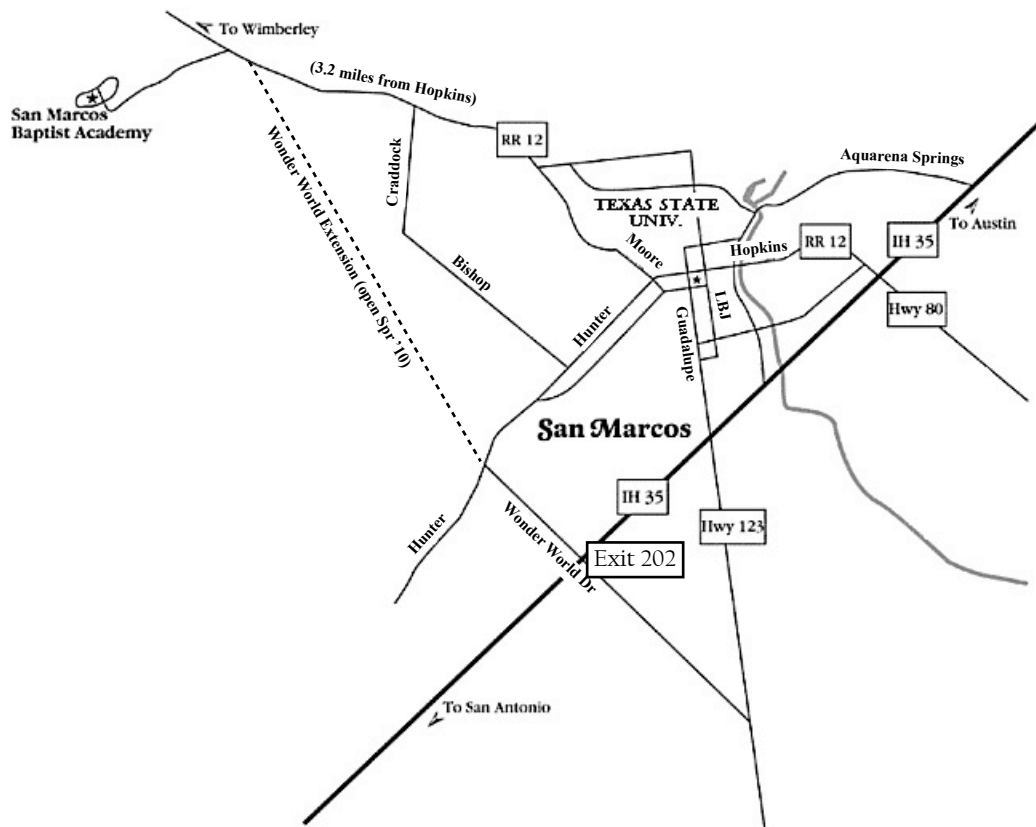 To Wimberley
(3.2 miles from Hopkins)
San Marcos
Baptist Academy
RR 12
Craddock
Aquarena Springs
TEXAS STATE
UNIV.
To Austin
Wonder World Extension (open Spr '10)
Moore
Hopkins
RR 12
IH 35
Bishop
LBJ
Hwy 80
Hunter
Guadalupe
San Marcos
IH 35
Hunter
Wonder World Dr
Hwy 123
Exit 202
To San Antonio